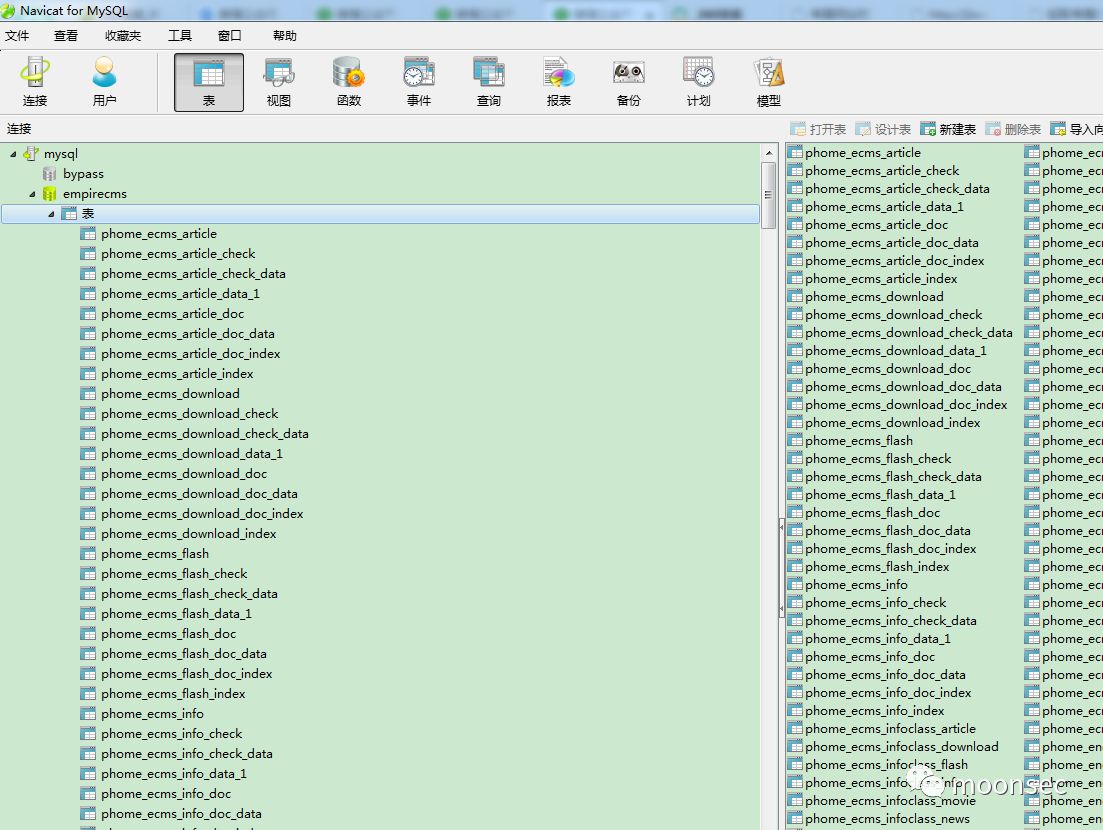 Navicat for MySQL
文件 查看 收藏夹 工具 窗口 帮助
连接 用户 表 视图 函数 事件 查询 报表 备份 计划 模型
连接
打开表 设计表 新建表 删除表 导入向
mysql
bypass
empirecms
表
phome_ecms_article
phome_ecms_article_check
phome_ecms_article_check_data
phome_ecms_article_data_1
phome_ecms_article_doc
phome_ecms_article_doc_data
phome_ecms_article_doc_index
phome_ecms_article_index
phome_ecms_download
phome_ecms_download_check
phome_ecms_download_check_data
phome_ecms_download_data_1
phome_ecms_download_doc
phome_ecms_download_doc_data
phome_ecms_download_doc_index
phome_ecms_download_index
phome_ecms_flash
phome_ecms_flash_check
phome_ecms_flash_check_data
phome_ecms_flash_data_1
phome_ecms_flash_doc
phome_ecms_flash_doc_data
phome_ecms_flash_doc_index
phome_ecms_flash_index
phome_ecms_info
phome_ecms_info_check
phome_ecms_info_check_data
phome_ecms_info_data_1
phome_ecms_info_doc
phome_ecms_info_doc_data
phome_ecms_article
phome_ecms_article_check
phome_ecms_article_check_data
phome_ecms_article_data_1
phome_ecms_article_doc
phome_ecms_article_doc_data
phome_ecms_article_doc_index
phome_ecms_article_index
phome_ecms_download
phome_ecms_download_check
phome_ecms_download_check_data
phome_ecms_download_data_1
phome_ecms_download_doc
phome_ecms_download_doc_data
phome_ecms_download_doc_index
phome_ecms_download_index
phome_ecms_flash
phome_ecms_flash_check
phome_ecms_flash_check_data
phome_ecms_flash_data_1
phome_ecms_flash_doc
phome_ecms_flash_doc_data
phome_ecms_flash_doc_index
phome_ecms_flash_index
phome_ecms_info
phome_ecms_info_check
phome_ecms_info_check_data
phome_ecms_info_data_1
phome_ecms_info_doc
phome_ecms_info_doc_data
phome_ecms_info_doc_index
phome_ecms_info_index
phome_ecms_infoclass_article
phome_ecms_infoclass_download
phome_ecms_infoclass_flash
phome_ecms_infoclass_info
phome_ecms_infoclass_movie
phome_ecms_infoclass_news
moonsec